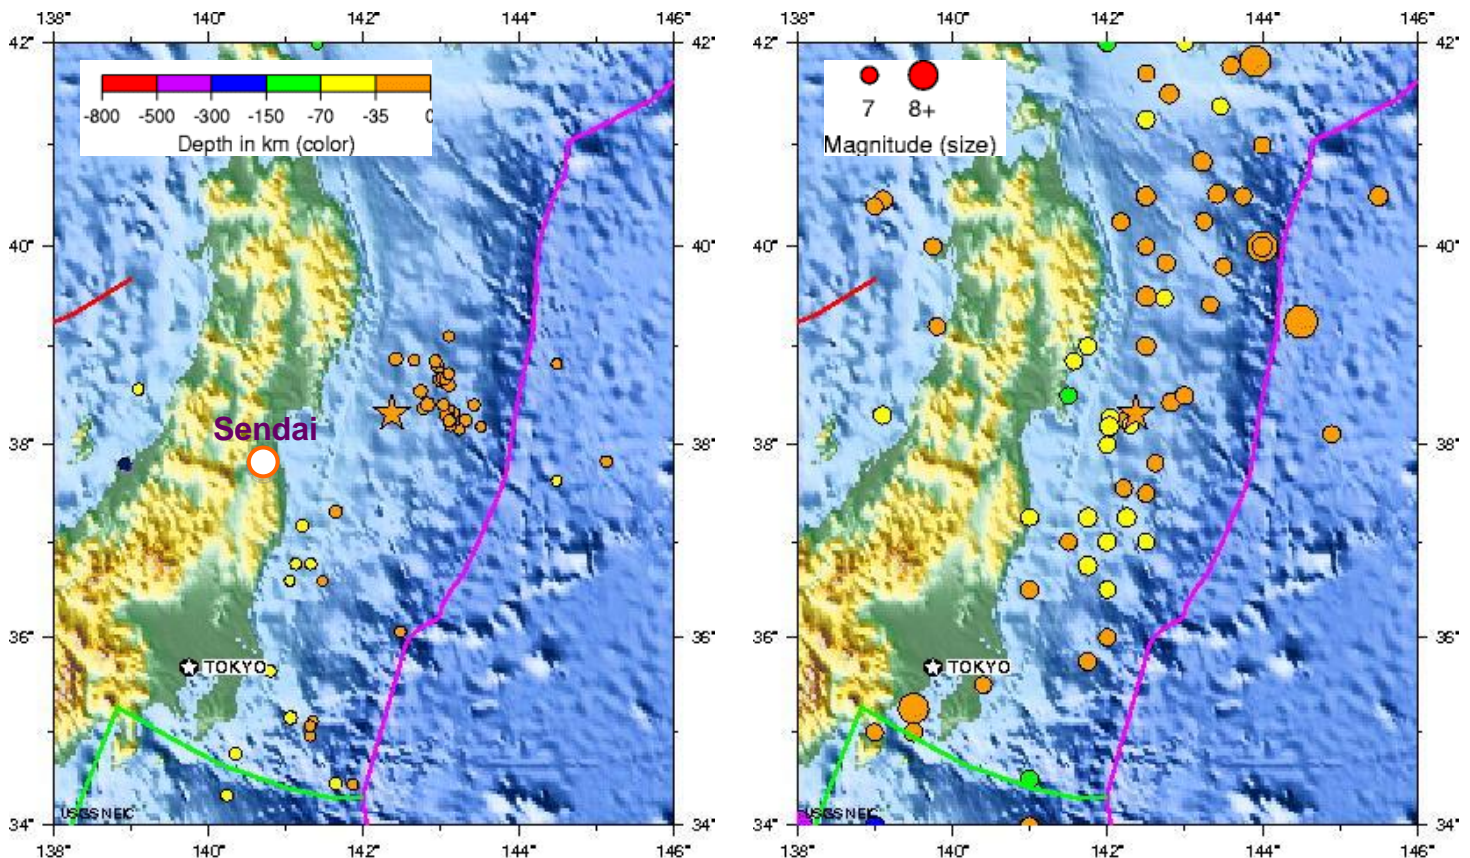 138° 140° 142° 144° 146°
42° 42°
-800 -500 -300 -150 -70 -35 0
Depth in km (color)
40° 40°
38° 38°
Sendai
36° 36°
TOKYO
USGS NEIC
34° 34°
138° 140° 142° 144° 146°
138° 140° 142° 144° 146°
42° 42°
7 8+
Magnitude (size)
40° 40°
38° 38°
36° 36°
TOKYO
USGS NEIC
34° 34°
138° 140° 142° 144° 146°